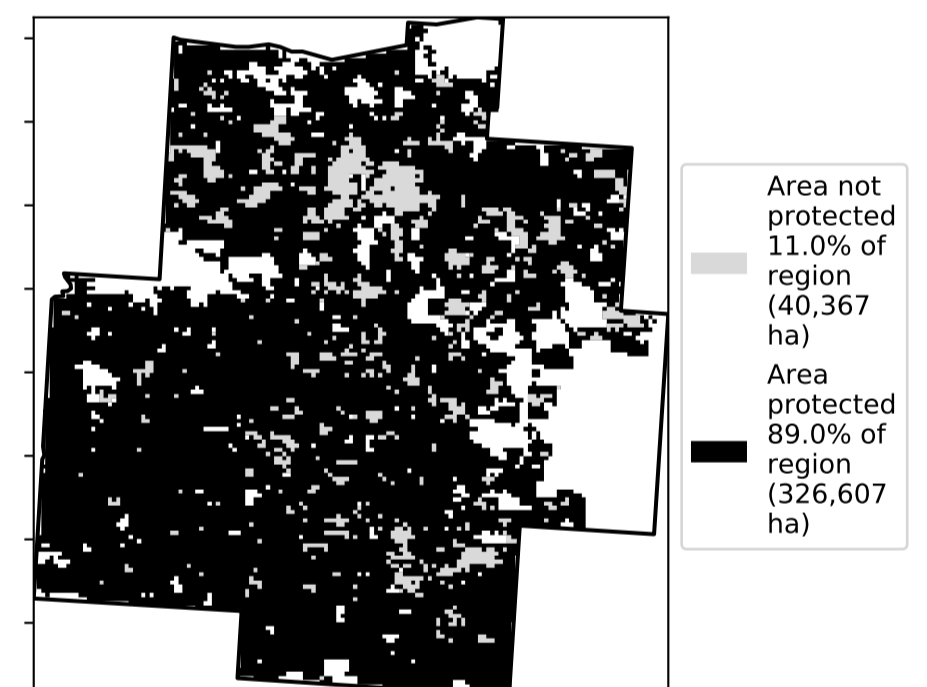 Area not
protected
11.0% of
region
(40,367
ha)
Area
protected
89.0% of
region
(326,607
ha)